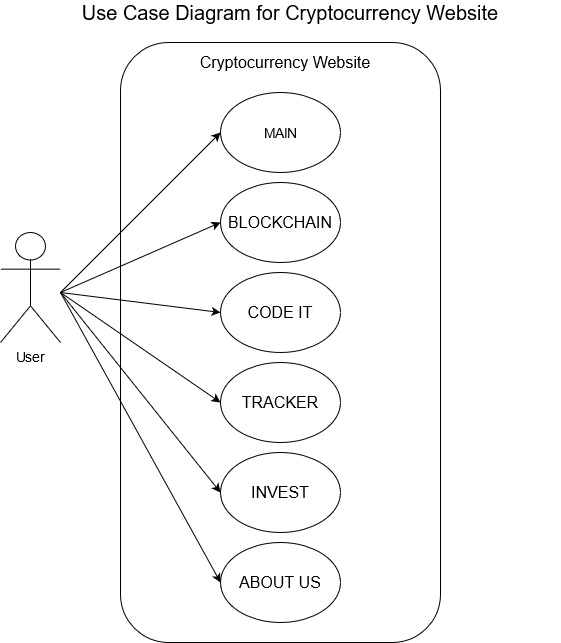 Use Case Diagram for Cryptocurrency Website
Cryptocurrency Website
MAIN
BLOCKCHAIN
CODE IT
TRACKER
INVEST
ABOUT US
User